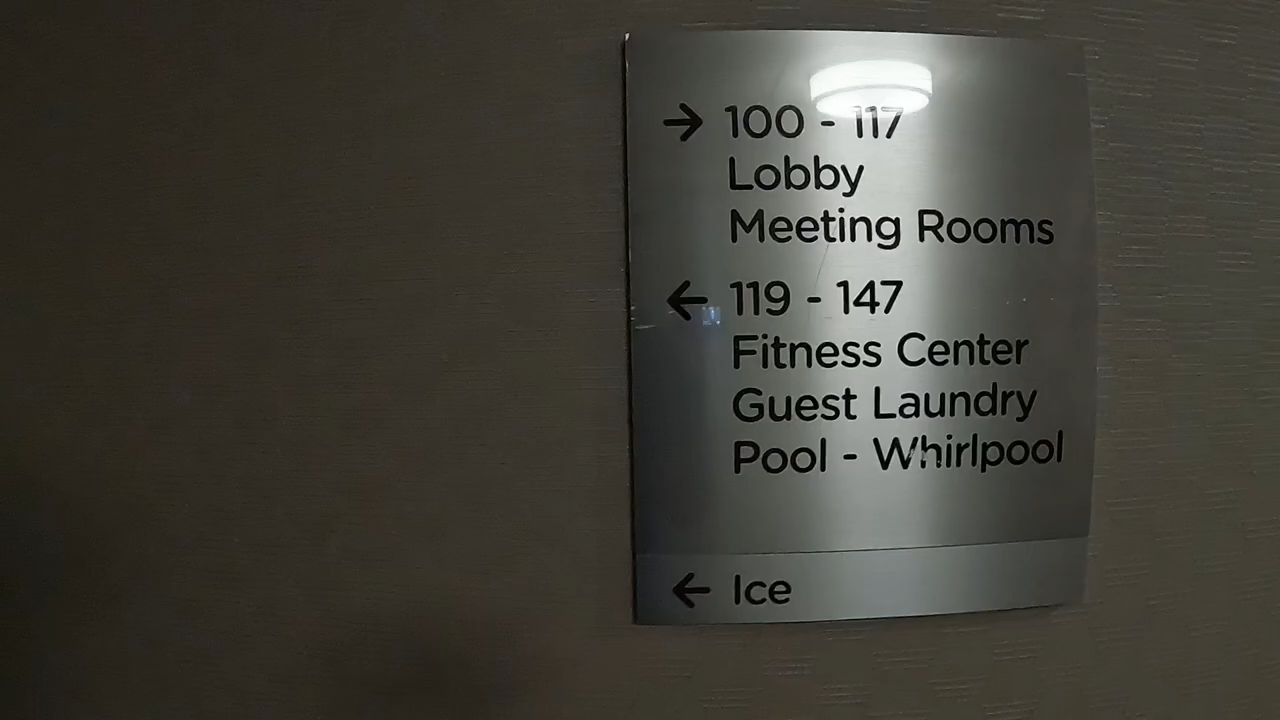 → 100 - 117
Lobby
Meeting Rooms
← 119 - 147
Fitness Center
Guest Laundry
Pool - Whirlpool
← Ice